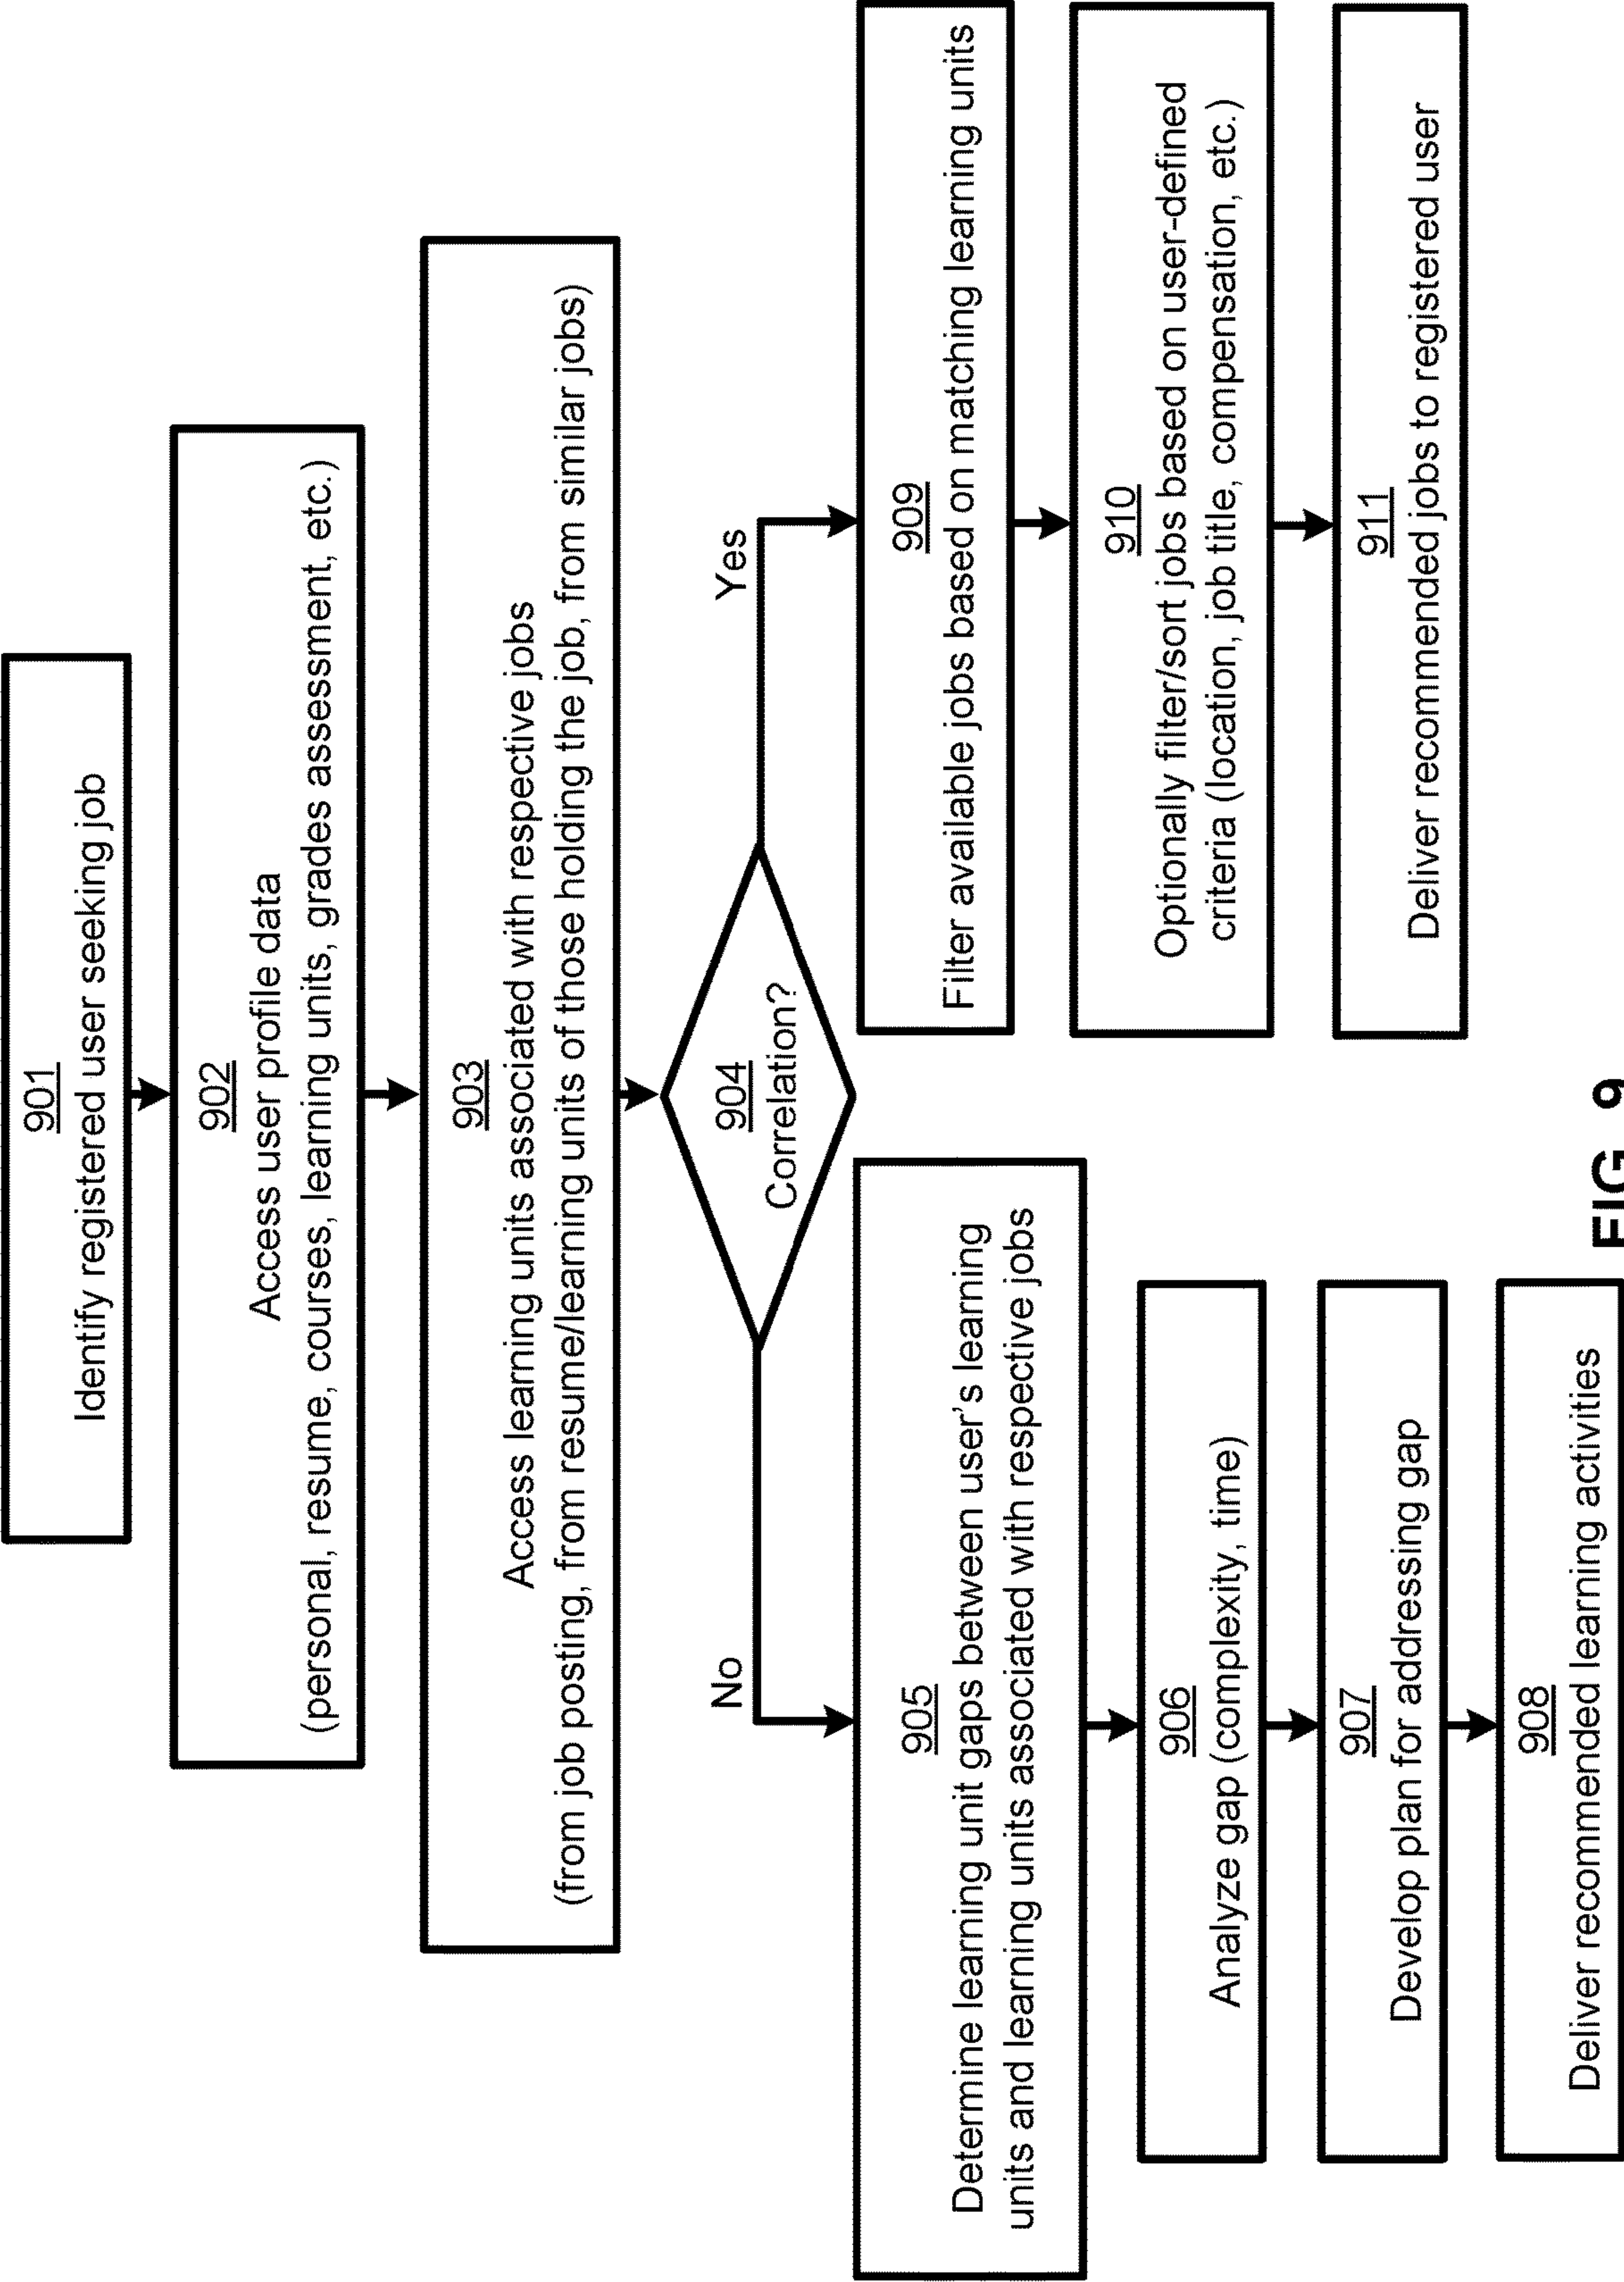 901
Identify registered user seeking job
902
Access user profile data
(personal, resume, courses, learning units, grades assessment, etc.)
903
Access learning units associated with respective jobs
(from job posting, from resume/learning units of those holding the job, from similar jobs)
904
Correlation?
No
Yes
905
Determine learning unit gaps between user's learning
units and learning units associated with respective jobs
906
Analyze gap (complexity, time)
907
Develop plan for addressing gap
908
Deliver recommended learning activities
909
Filter available jobs based on matching learning units
910
Optionally filter/sort jobs based on user-defined
criteria (location, job title, compensation, etc.)
911
Deliver recommended jobs to registered user
FIG. 9